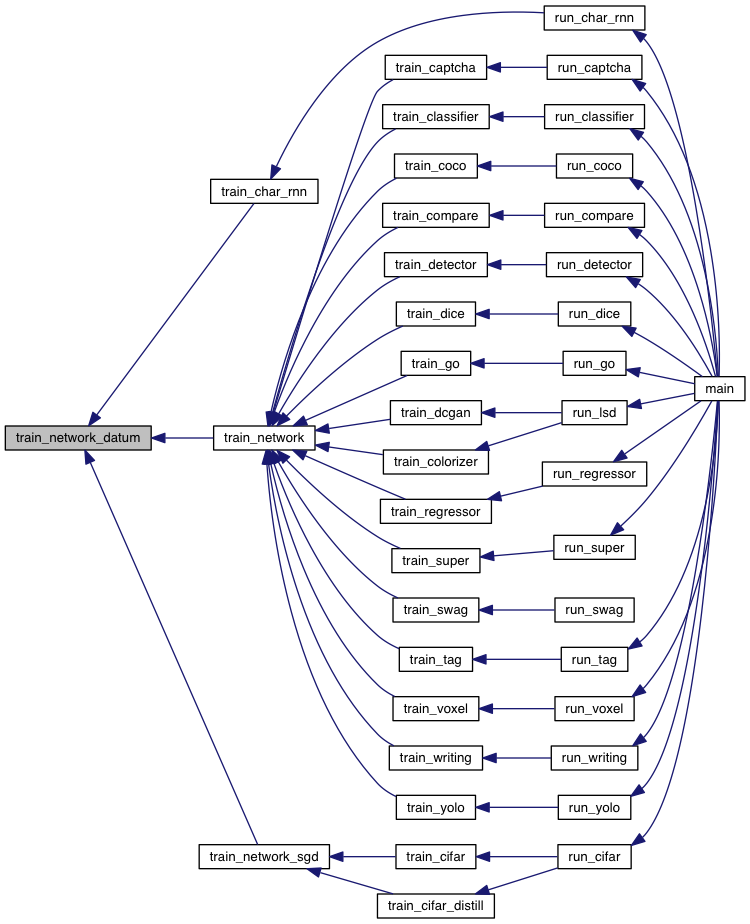 run_char_rnn
train_captcha run_captcha
train_classifier run_classifier
train_coco run_coco
train_char_rnn
train_compare run_compare
train_detector run_detector
train_dice run_dice
train_go run_go
main
train_dcgan run_lsd
train_network_datum train_network
train_colorizer
run_regressor
train_regressor
run_super
train_super
train_swag run_swag
train_tag run_tag
train_voxel run_voxel
train_writing run_writing
train_yolo run_yolo
train_network_sgd train_cifar run_cifar
train_cifar_distill